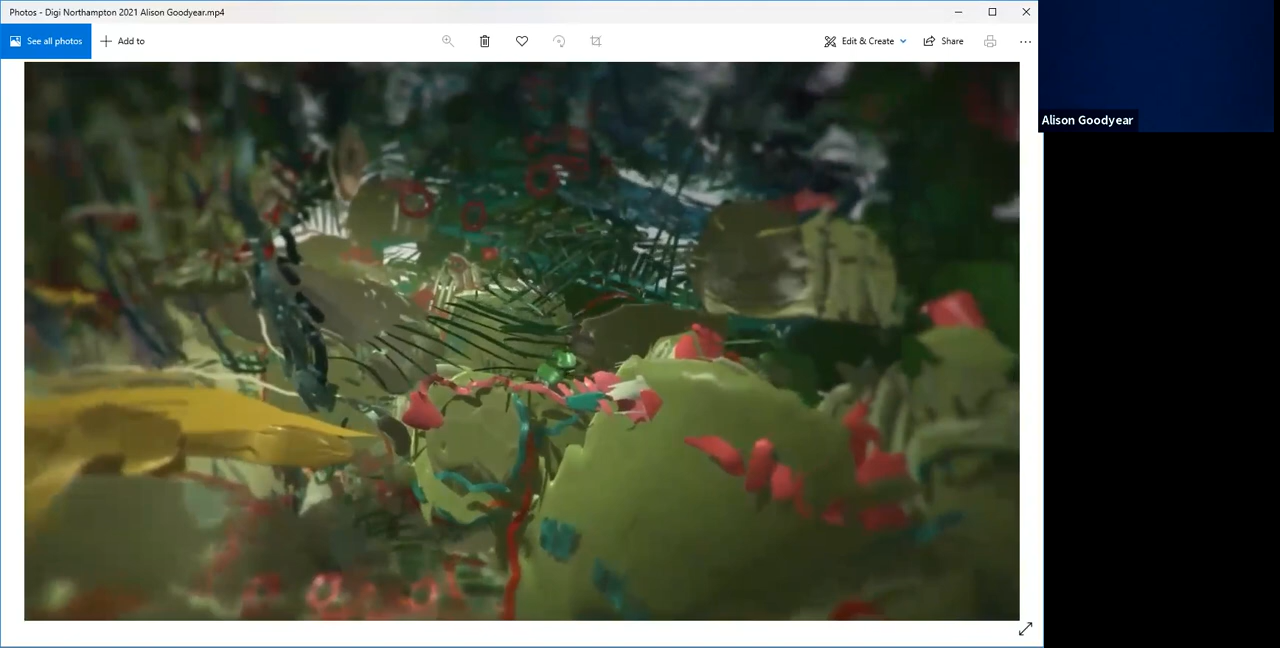 Photos - Digi Northampton 2021 Alison Goodyear.mp4
See all photos
Add to
Edit & Create
Share
Alison Goodyear